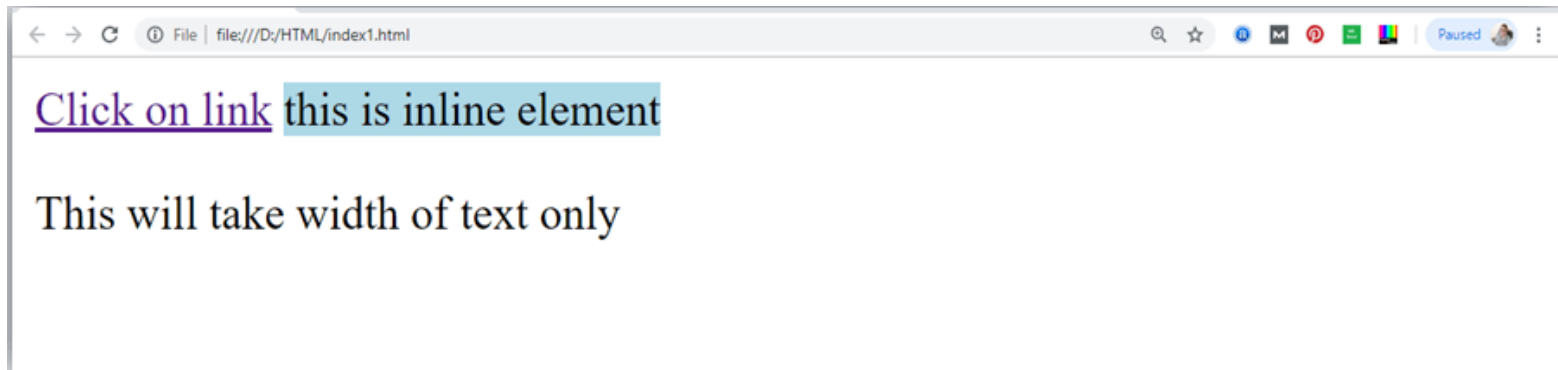 File | file:///D:/HTML/index1.html
Paused
Click on link this is inline element
This will take width of text only